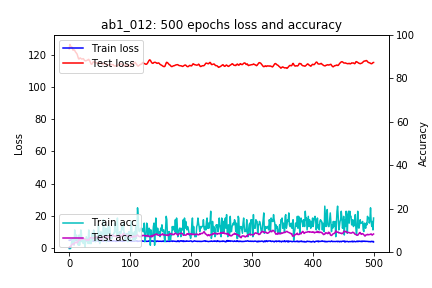 ab1_012: 500 epochs loss and accuracy
Train loss
Test loss
Train acc
Test acc
Loss
Accuracy
120
100
80
60
40
20
0
100
80
60
40
20
0
0
100
200
300
400
500